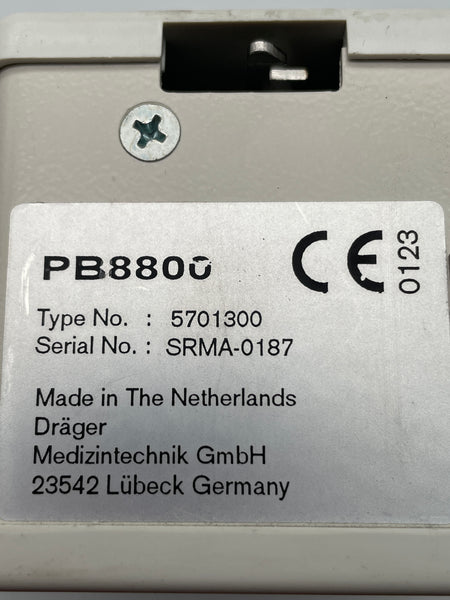 PB8800
CE 0123
Type No. : 5701300
Serial No. : SRMA-0187
Made in The Netherlands
Dräger
Medizintechnik GmbH
23542 Lübeck Germany